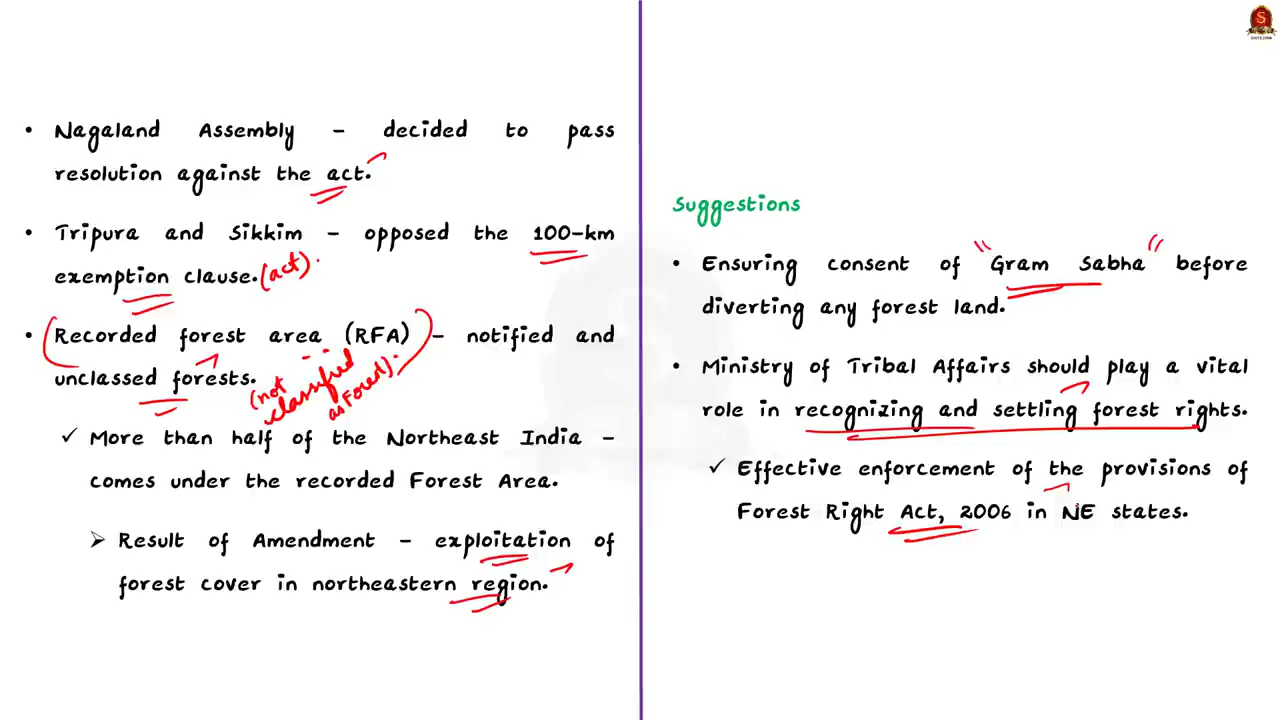 • Nagaland Assembly – decided to pass
resolution against the act.
• Tripura and Sikkim – opposed the 100-km
exemption clause. (act).
• Recorded forest area (RFA) – notified and
unclassed forests.
(not
classified
as Forest).
✓ More than half of the Northeast India –
comes under the recorded Forest Area.
➢ Result of Amendment – exploitation of
forest cover in northeastern region.
Suggestions
• Ensuring consent of "Gram Sabha" before
diverting any forest land.
• Ministry of Tribal Affairs should play a vital
role in recognizing and settling forest rights.
✓ Effective enforcement of the provisions of
Forest Right Act, 2006 in NE states.